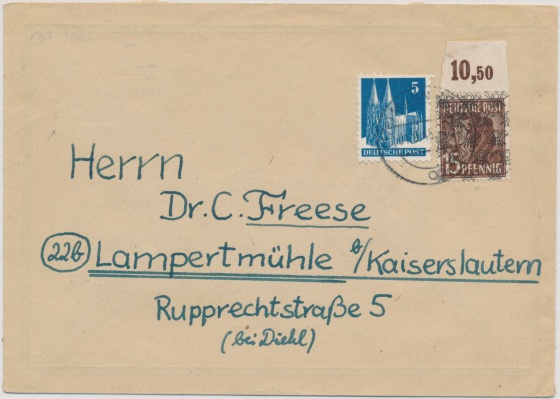 10,50
5
DEUTSCHE POST
DEUTSCHE POST
15 PFENNIG
Herrn
Dr. C. Freese
22b Lampertmühle b/Kaiserslautern
Rupprechtstraße 5
(bei Diehl)